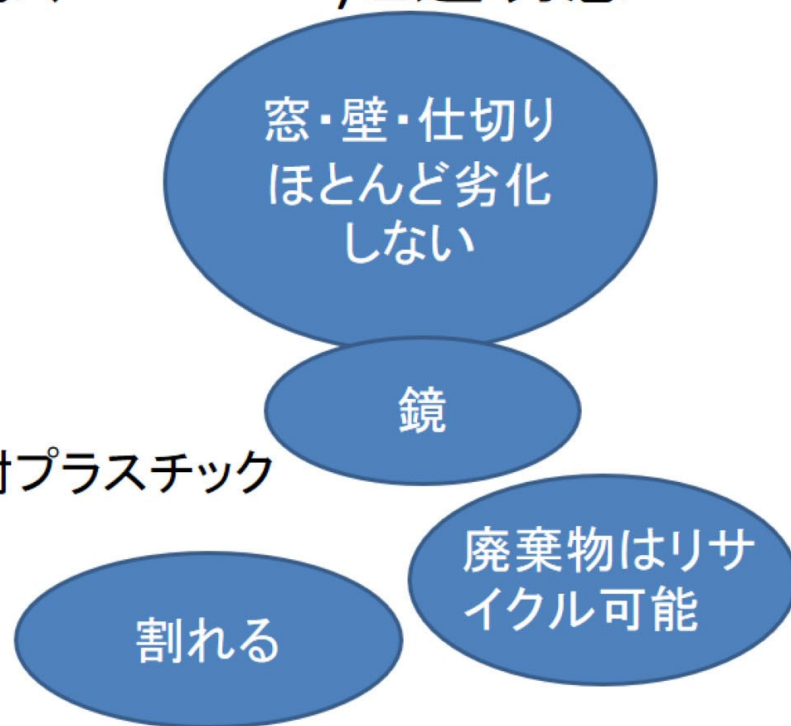 窓・壁・仕切り
ほとんど劣化
しない
鏡
プラスチック
廃棄物はリサ
イクル可能
割れる